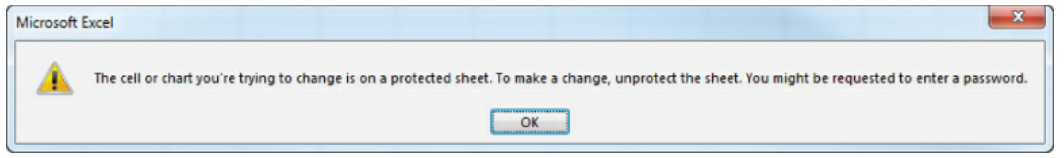 Microsoft Excel
The cell or chart you're trying to change is on a protected sheet. To make a change, unprotect the sheet. You might be requested to enter a password.
OK